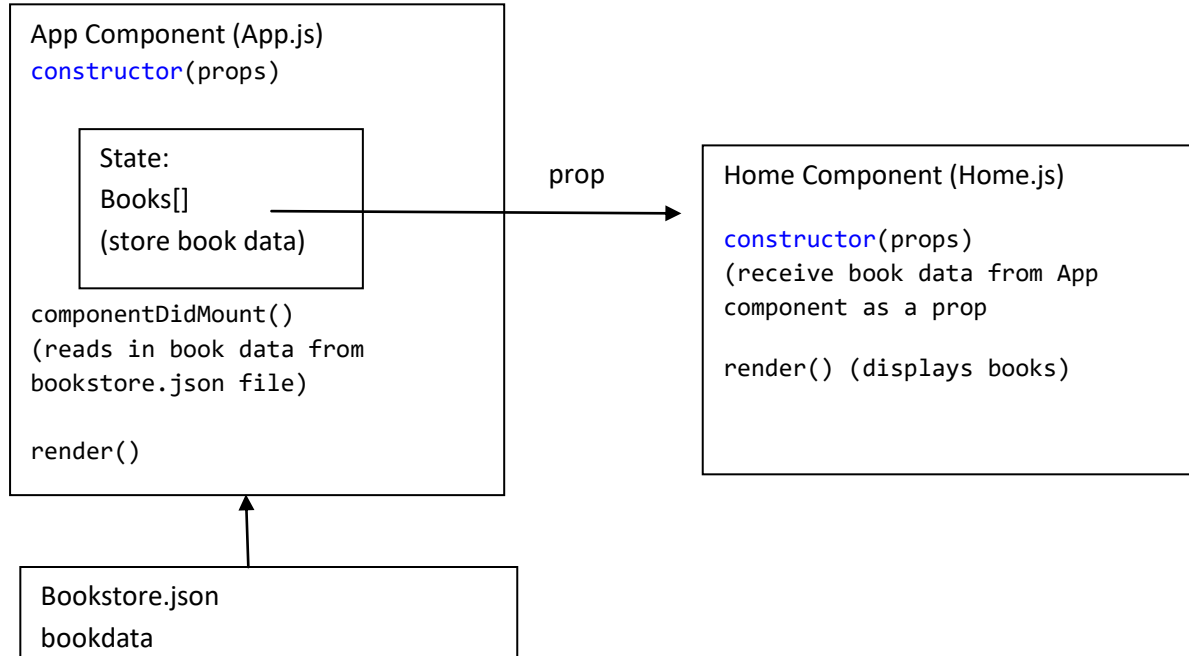 App Component (App.js)
constructor(props)
State:
Books[]
(store book data)
componentDidMount()
(reads in book data from
bookstore.json file)
render()
prop
Home Component (Home.js)
constructor(props)
(receive book data from App
component as a prop
render() (displays books)
Bookstore.json
bookdata